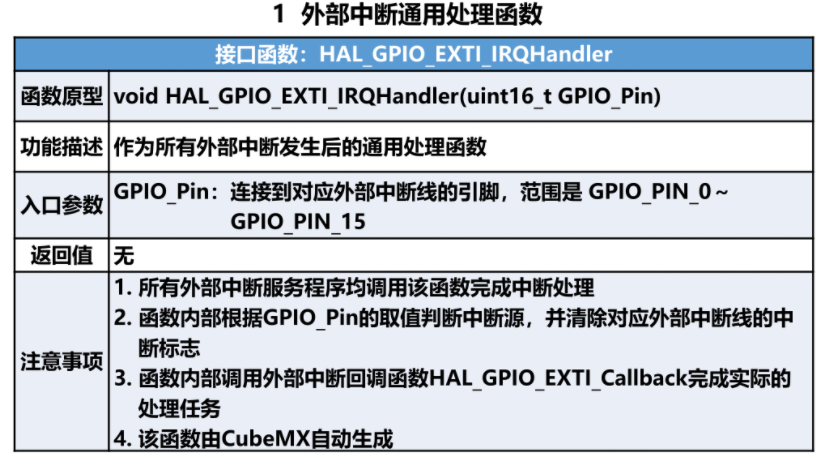 1 外部中断通用处理函数
接口函数：HAL_GPIO_EXTI_IRQHandler
函数原型 void HAL_GPIO_EXTI_IRQHandler(uint16_t GPIO_Pin)
功能描述 作为所有外部中断发生后的通用处理函数
入口参数 GPIO_Pin：连接到对应外部中断线的引脚，范围是 GPIO_PIN_0～
GPIO_PIN_15
返回值 无
注意事项
1. 所有外部中断服务程序均调用该函数完成中断处理
2. 函数内部根据GPIO_Pin的取值判断中断源，并清除对应外部中断线的中
断标志
3. 函数内部调用外部中断回调函数HAL_GPIO_EXTI_Callback完成实际的
处理任务
4. 该函数由CubeMX自动生成